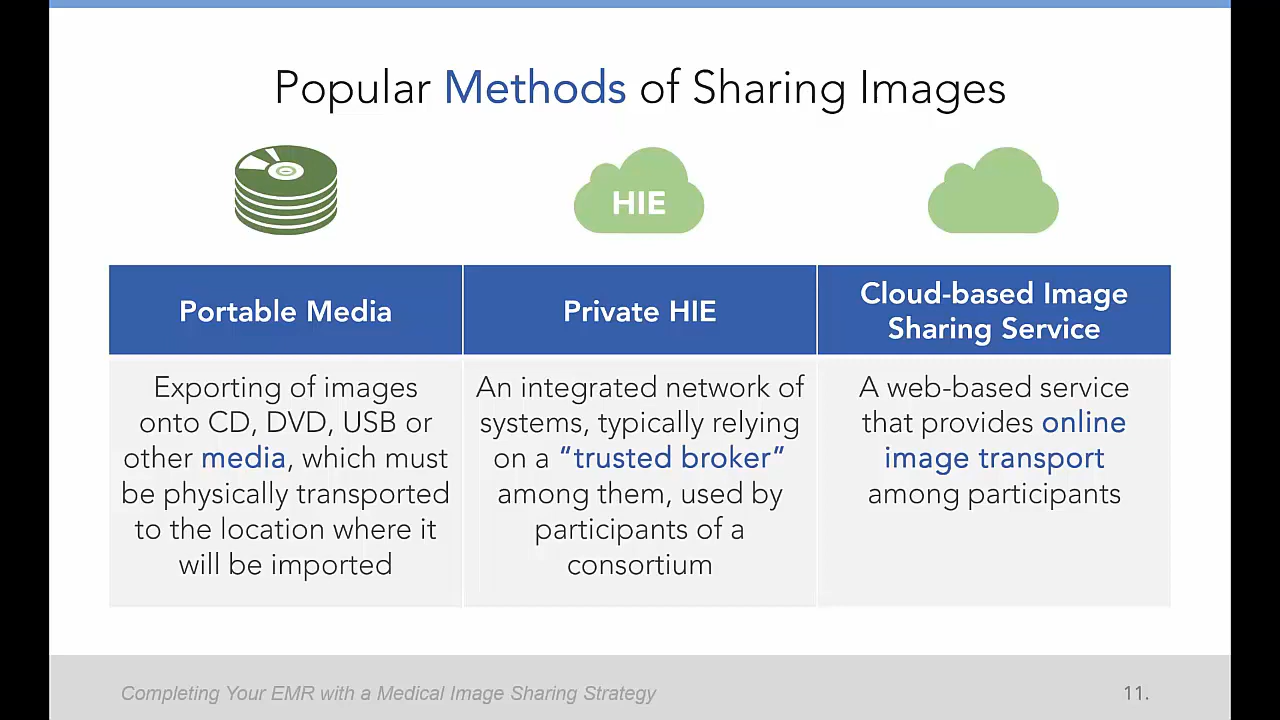 Popular Methods of Sharing Images
HIE
Portable Media
Exporting of images
onto CD, DVD, USB or
other media, which must
be physically transported
to the location where it
will be imported
Private HIE
An integrated network of
systems, typically relying
on a “trusted broker”
among them, used by
participants of a
consortium
Cloud-based Image
Sharing Service
A web-based service
that provides online
image transport
among participants
Completing Your EMR with a Medical Image Sharing Strategy
11.